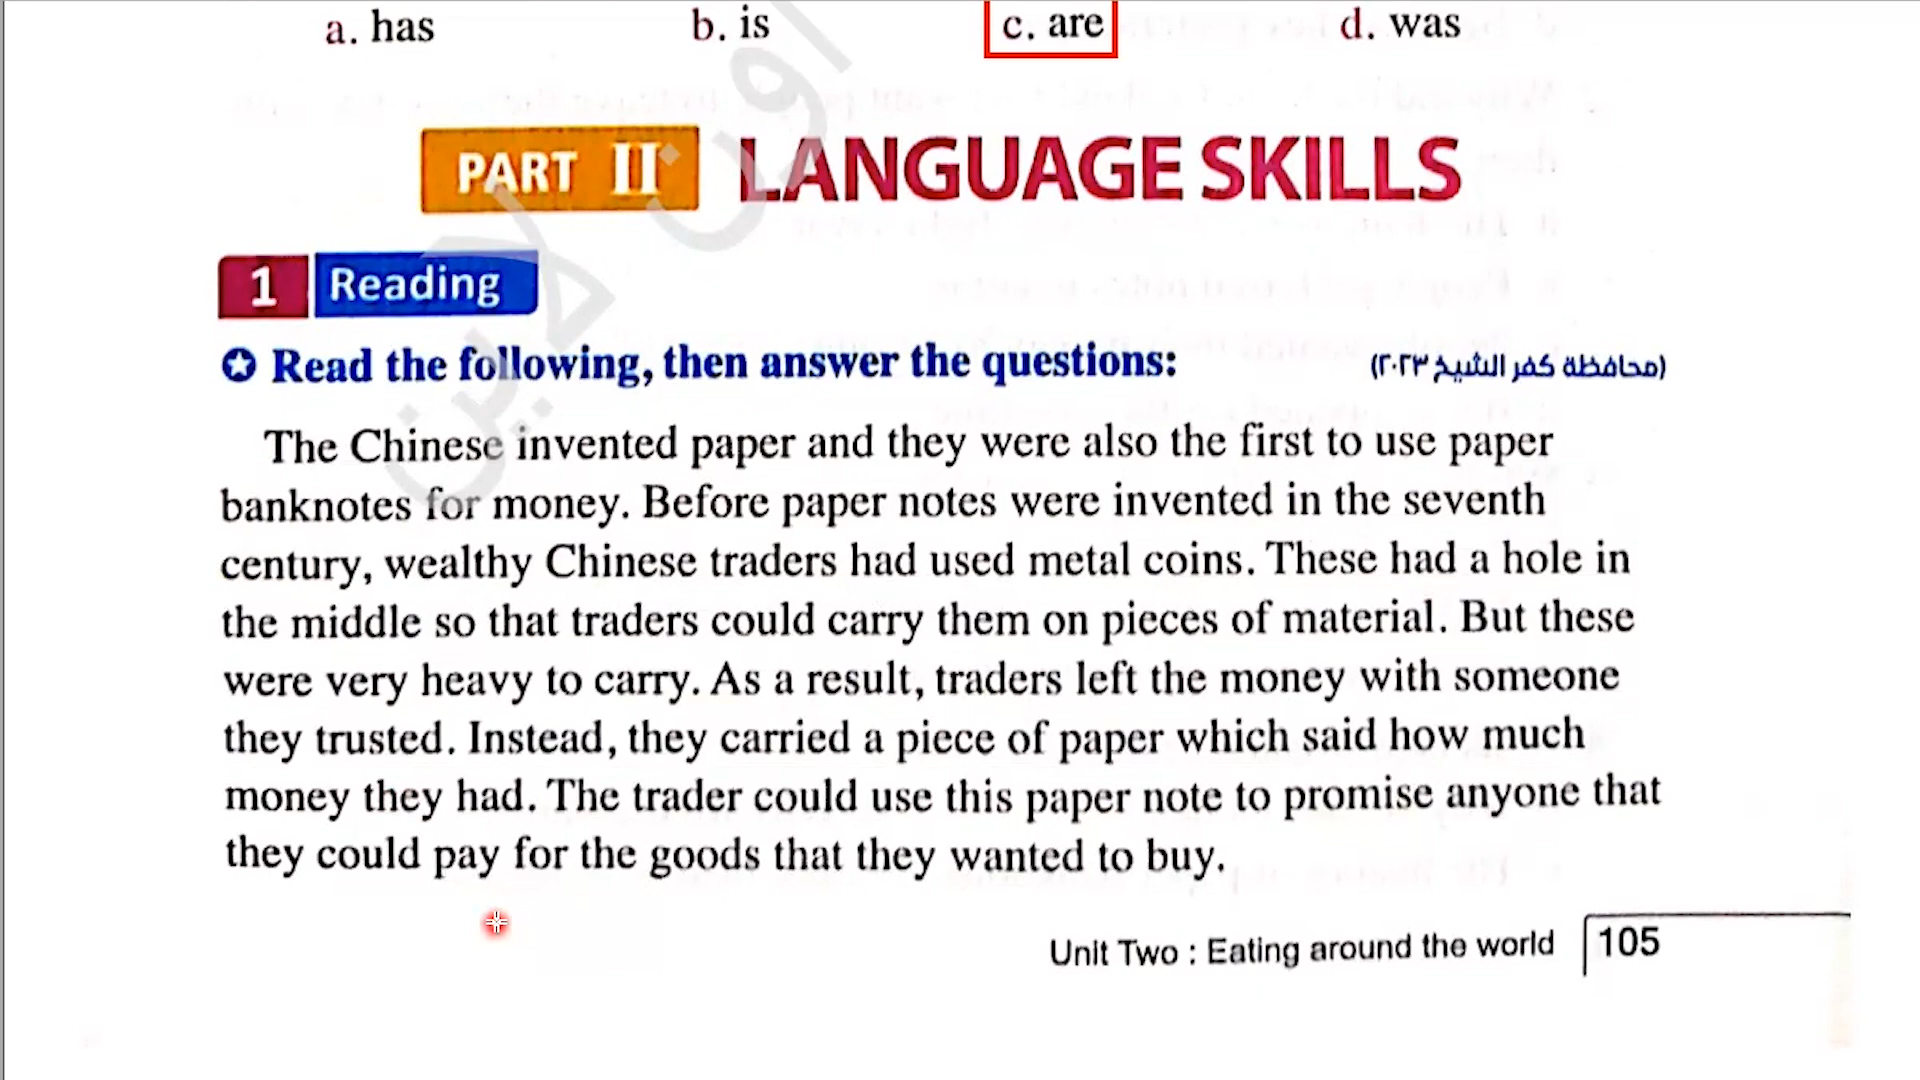 a. has b. is c. are d. was
PART II LANGUAGE SKILLS
1 Reading
Read the following, then answer the questions: (محافظة كفر الشيخ ٢٠٢٣)
The Chinese invented paper and they were also the first to use paper
banknotes for money. Before paper notes were invented in the seventh
century, wealthy Chinese traders had used metal coins. These had a hole in
the middle so that traders could carry them on pieces of material. But these
were very heavy to carry. As a result, traders left the money with someone
they trusted. Instead, they carried a piece of paper which said how much
money they had. The trader could use this paper note to promise anyone that
they could pay for the goods that they wanted to buy.
Unit Two : Eating around the world 105